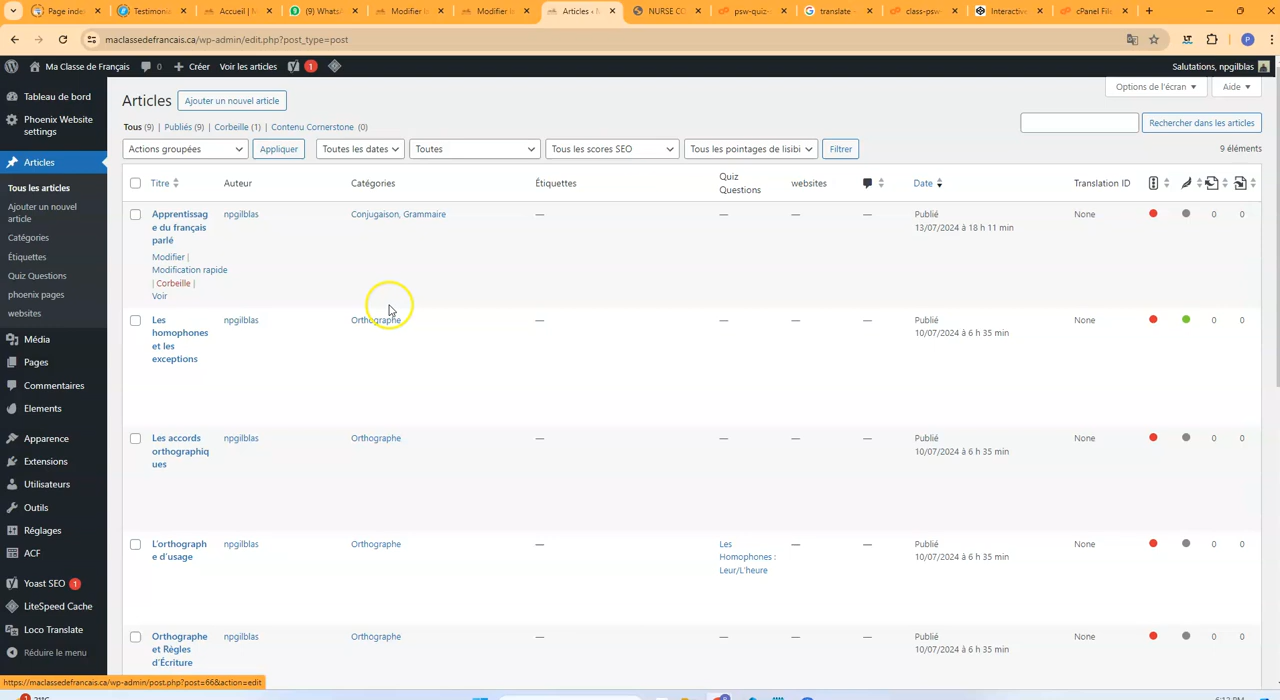 Page index
Testimonia
Accueil | M
(9) Whats
Modifier l
Modifier l
Articles ‹ M
NURSE CO
psw-quiz-
translate -
class-psw
Interactive
cPanel File
maclassedefrancais.ca/wp-admin/edit.php?post_type=post
Ma Classe de Français 0 Créer Voir les articles 1 Salutations, npgilblas
Options de l'écran Aide
Tableau de bord
Phoenix Website
settings
Articles
Tous les articles
Ajouter un nouvel
article
Catégories
Étiquettes
Quiz Questions
phoenix pages
websites
Média
Pages
Commentaires
Elements
Apparence
Extensions
Utilisateurs
Outils
Réglages
ACF
Yoast SEO 1
LiteSpeed Cache
Loco Translate
Réduire le menu
Articles Ajouter un nouvel article
Tous (9) | Publiés (9) | Corbeille (1) | Contenu Cornerstone (0)
Rechercher dans les articles
Actions groupées Appliquer Toutes les dates Toutes Tous les scores SEO Tous les pointages de lisibi Filtrer
9 éléments
Titre Auteur Catégories Étiquettes Quiz Questions websites Date Translation ID
Apprentissag
e du français
parlé
npgilblas Conjugaison, Grammaire — — — — Publié None 0 0
13/07/2024 à 18 h 11 min
Modifier |
Modification rapide
| Corbeille |
Voir
Les
homophones
et les
exceptions
npgilblas Orthographe — — — — Publié None 0 0
10/07/2024 à 6 h 35 min
Les accords
orthographiq
ues
npgilblas Orthographe — — — — Publié None 0 0
10/07/2024 à 6 h 35 min
L'orthograph
e d'usage
npgilblas Orthographe — Les
Homophones :
Leur/L'heure
— — Publié None 0 0
10/07/2024 à 6 h 35 min
Orthographe
et Règles
d'Écriture
npgilblas Orthographe — — — — Publié None 0 0
10/07/2024 à 6 h 35 min
https://maclassedefrancais.ca/wp-admin/post.php?post=66&action=edit